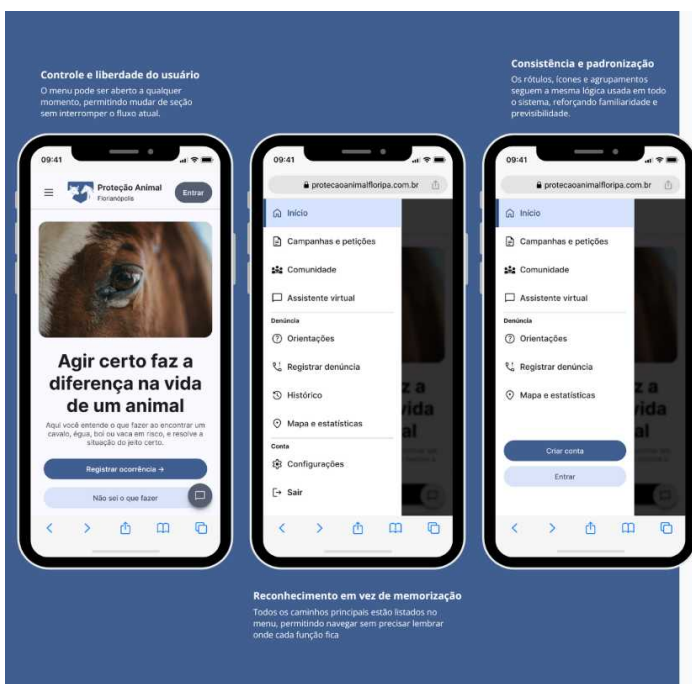 Controle e liberdade do usuário
O menu pode ser aberto a qualquer
momento, permitindo mudar de seção
sem interromper o fluxo atual.
Consistência e padronização
Os rótulos, ícones e agrupamentos
seguem a mesma lógica usada em todo
o sistema, reforçando familiaridade e
previsibilidade.
09:41
Proteção Animal
Florianópolis
Entrar
Agir certo faz a
diferença na vida
de um animal
Aqui você entende o que fazer ao encontrar um
cavalo, égua, boi ou vaca em risco, e resolve a
situação do jeito certo.
Registrar ocorrência →
Não sei o que fazer
09:41
protecaoanimalfloripa.com.br
Início
Campanhas e petições
Comunidade
Assistente virtual
Denúncia
Orientações
Registrar denúncia
Histórico
Mapa e estatísticas
Conta
Configurações
Sair
z a
vida
al
09:41
protecaoanimalfloripa.com.br
Início
Campanhas e petições
Comunidade
Assistente virtual
Denúncia
Orientações
Registrar denúncia
Mapa e estatísticas
Criar conta
Entrar
z a
vida
al
Reconhecimento em vez de memorização
Todos os caminhos principais estão listados no
menu, permitindo navegar sem precisar lembrar
onde cada função fica